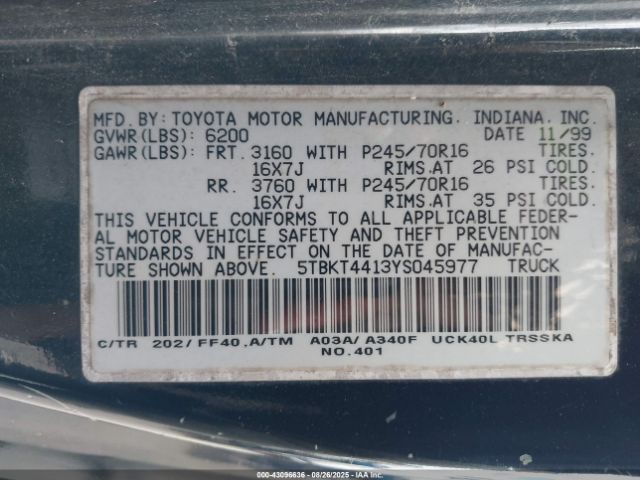 MFD. BY: TOYOTA MOTOR MANUFACTURING. INDIANA. INC.
GVWR(LBS): 6200 DATE 11/99
GAWR(LBS): FRT. 3160 WITH P245/70R16 TIRES.
16X7J RIMS.AT 26 PSI COLD.
RR. 3760 WITH P245/70R16 TIRES.
16X7J RIMS.AT 35 PSI COLD.
THIS VEHICLE CONFORMS TO ALL APPLICABLE FEDER-
AL MOTOR VEHICLE SAFETY AND THEFT PREVENTION
STANDARDS IN EFFECT ON THE DATE OF MANUFAC-
TURE SHOWN ABOVE. 5TBKT4413YS045977 TRUCK
C/TR 202/FF40.A/TM A03A/A340F UCK40L TRSSKA
NO.401
000-43096636 - 08/26/2025 - IAAI.COM